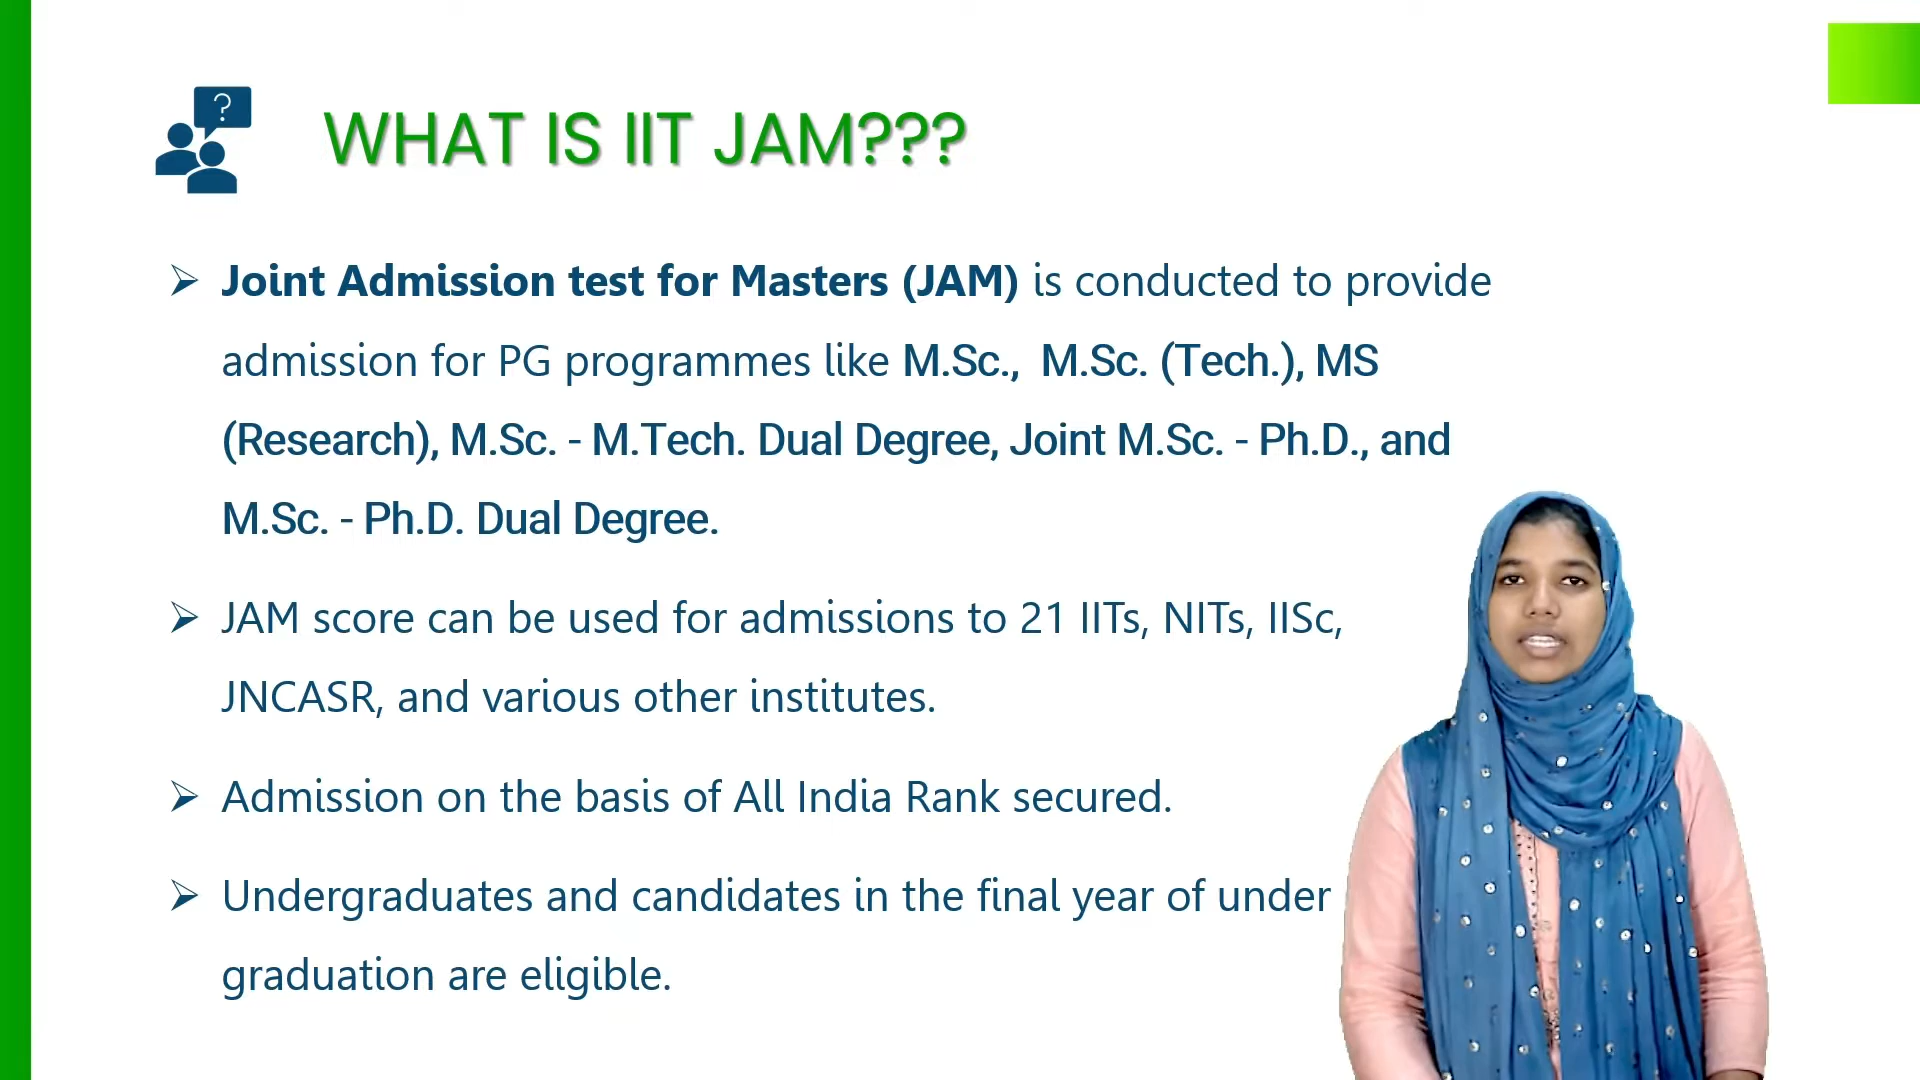 ?
WHAT IS IIT JAM???
➢ Joint Admission test for Masters (JAM) is conducted to provide
admission for PG programmes like M.Sc., M.Sc. (Tech.), MS
(Research), M.Sc. - M.Tech. Dual Degree, Joint M.Sc. - Ph.D., and
M.Sc. - Ph.D. Dual Degree.
➢ JAM score can be used for admissions to 21 IITs, NITs, IISc,
JNCASR, and various other institutes.
➢ Admission on the basis of All India Rank secured.
➢ Undergraduates and candidates in the final year of under
graduation are eligible.